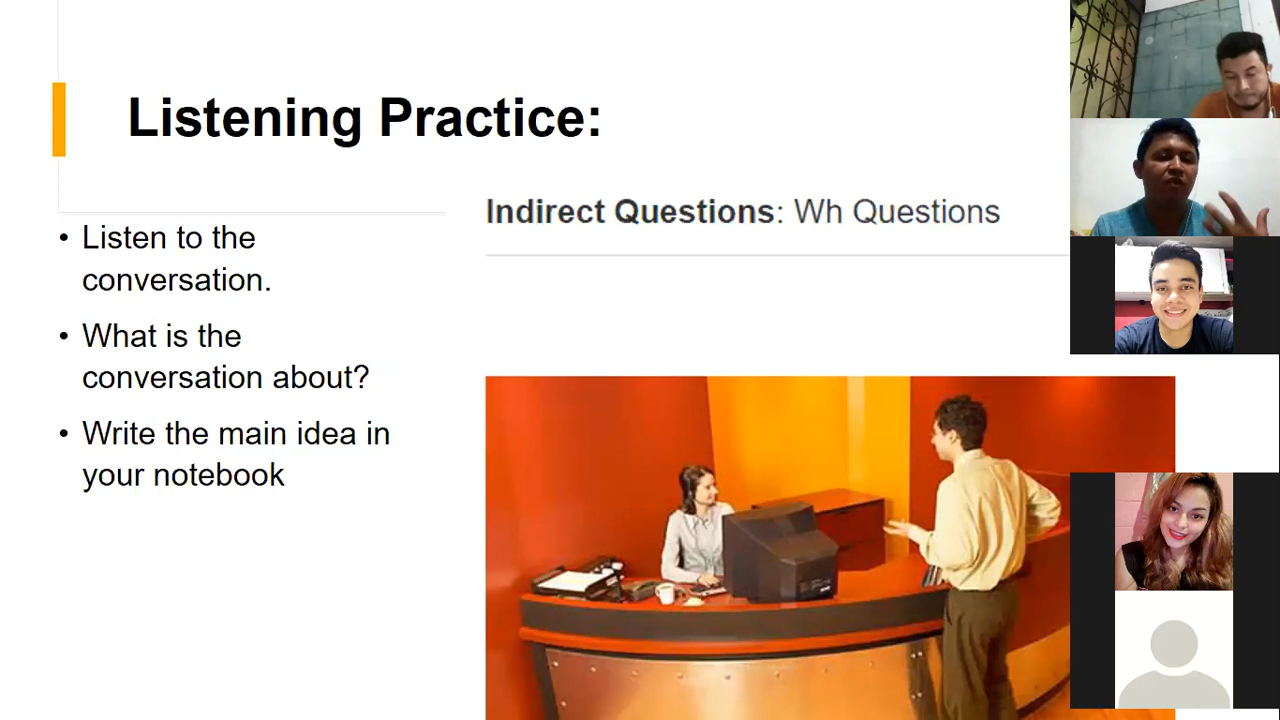 Listening Practice:
Indirect Questions: Wh Questions
• Listen to the
conversation.
• What is the
conversation about?
• Write the main idea in
your notebook